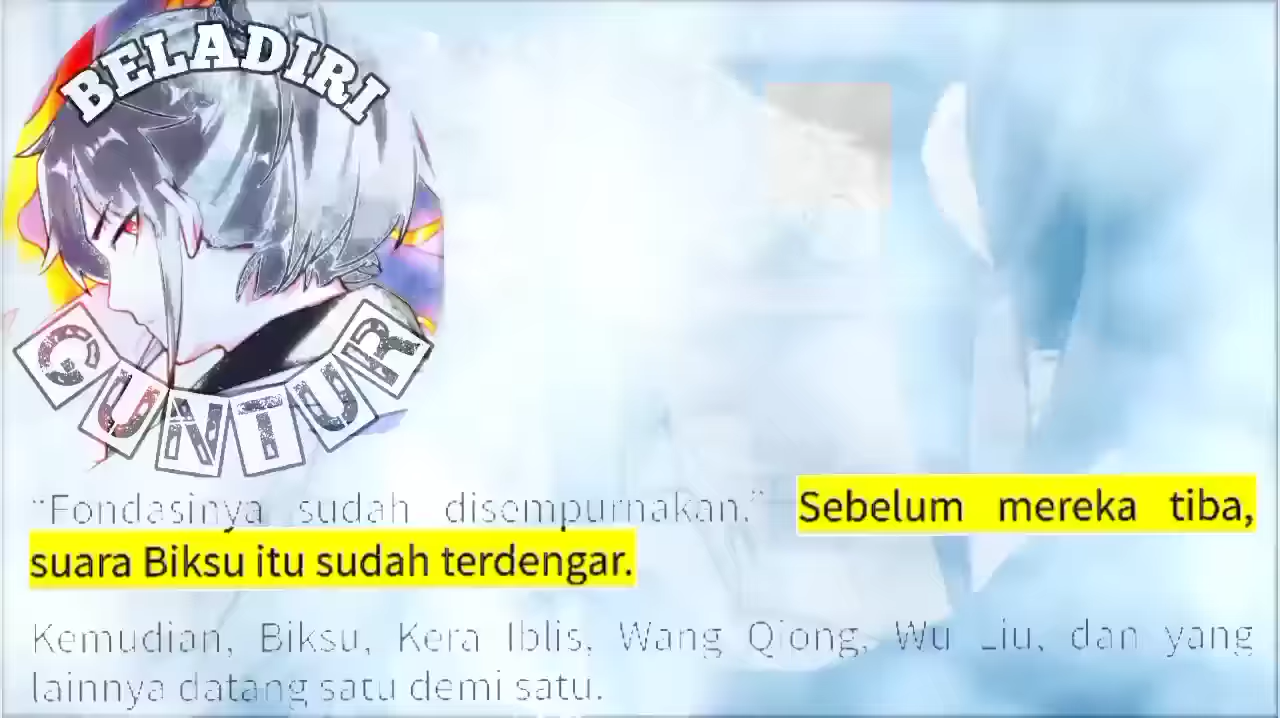 BELADIRI
GUNTUR
“Fondasinya sudah disempurnakan.” Sebelum mereka tiba,
suara Biksu itu sudah terdengar.
Kemudian, Biksu, Kera Iblis, Wang Qiong, Wu Liu, dan yang
lainnya datang satu demi satu.